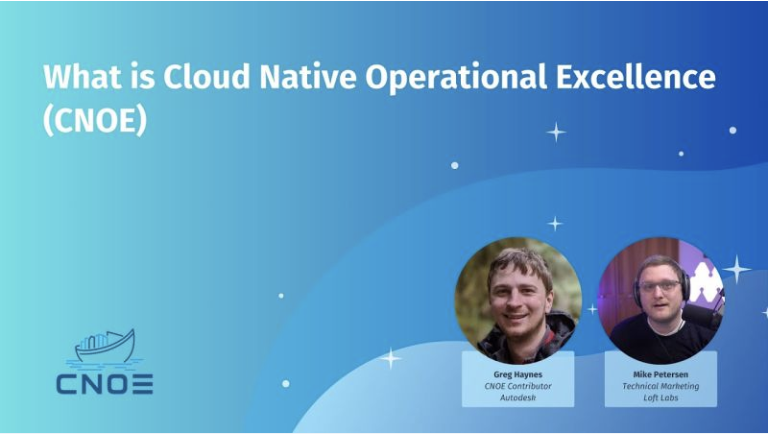 What is Cloud Native Operational Excellence
(CNOE)
CNOE
Greg Haynes
CNOE Contributor
Autodesk
Mike Petersen
Technical Marketing
Loft Labs